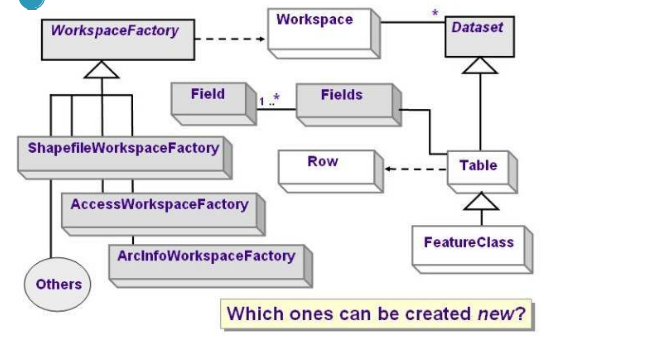 WorkspaceFactory
Workspace
*
Dataset
Field
1..*
Fields
ShapefileWorkspaceFactory
Row
Table
AccessWorkspaceFactory
FeatureClass
ArcInfoWorkspaceFactory
Others
Which ones can be created new?